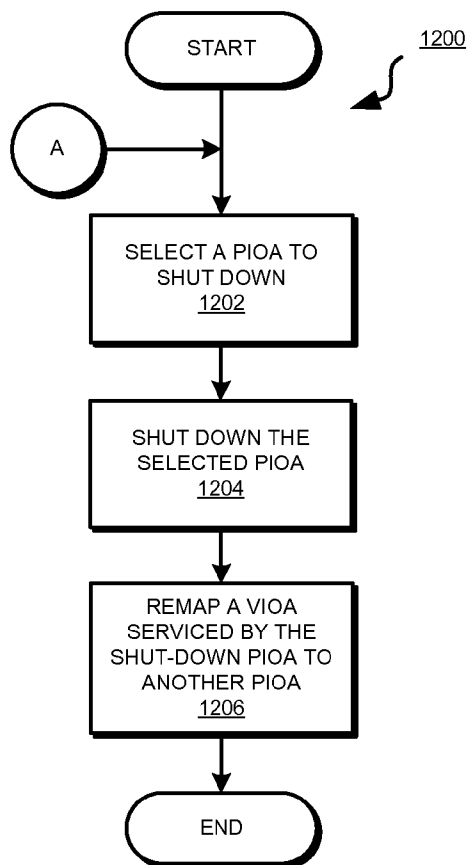 START
1200
A
SELECT A PIOA TO
SHUT DOWN
1202
SHUT DOWN THE
SELECTED PIOA
1204
REMAP A VIOA
SERVICED BY THE
SHUT-DOWN PIOA TO
ANOTHER PIOA
1206
END